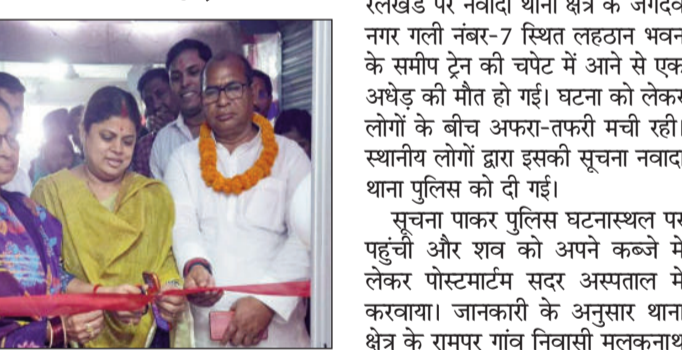 रलखंड पर नवादा थाना क्षेत्र के जगदेव
नगर गली नंबर-7 स्थित लहठान भवन
के समीप ट्रेन की चपेट में आने से एक
अधेड़ की मौत हो गई। घटना को लेकर
लोगों के बीच अफरा-तफरी मची रही।
स्थानीय लोगों द्वारा इसकी सूचना नवादा
थाना पुलिस को दी गई।
सूचना पाकर पुलिस घटनास्थल पर
पहुंची और शव को अपने कब्जे में
लेकर पोस्टमार्टम सदर अस्पताल में
करवाया। जानकारी के अनुसार थाना
क्षेत्र के रामपुर गांव निवासी मलकनाथ